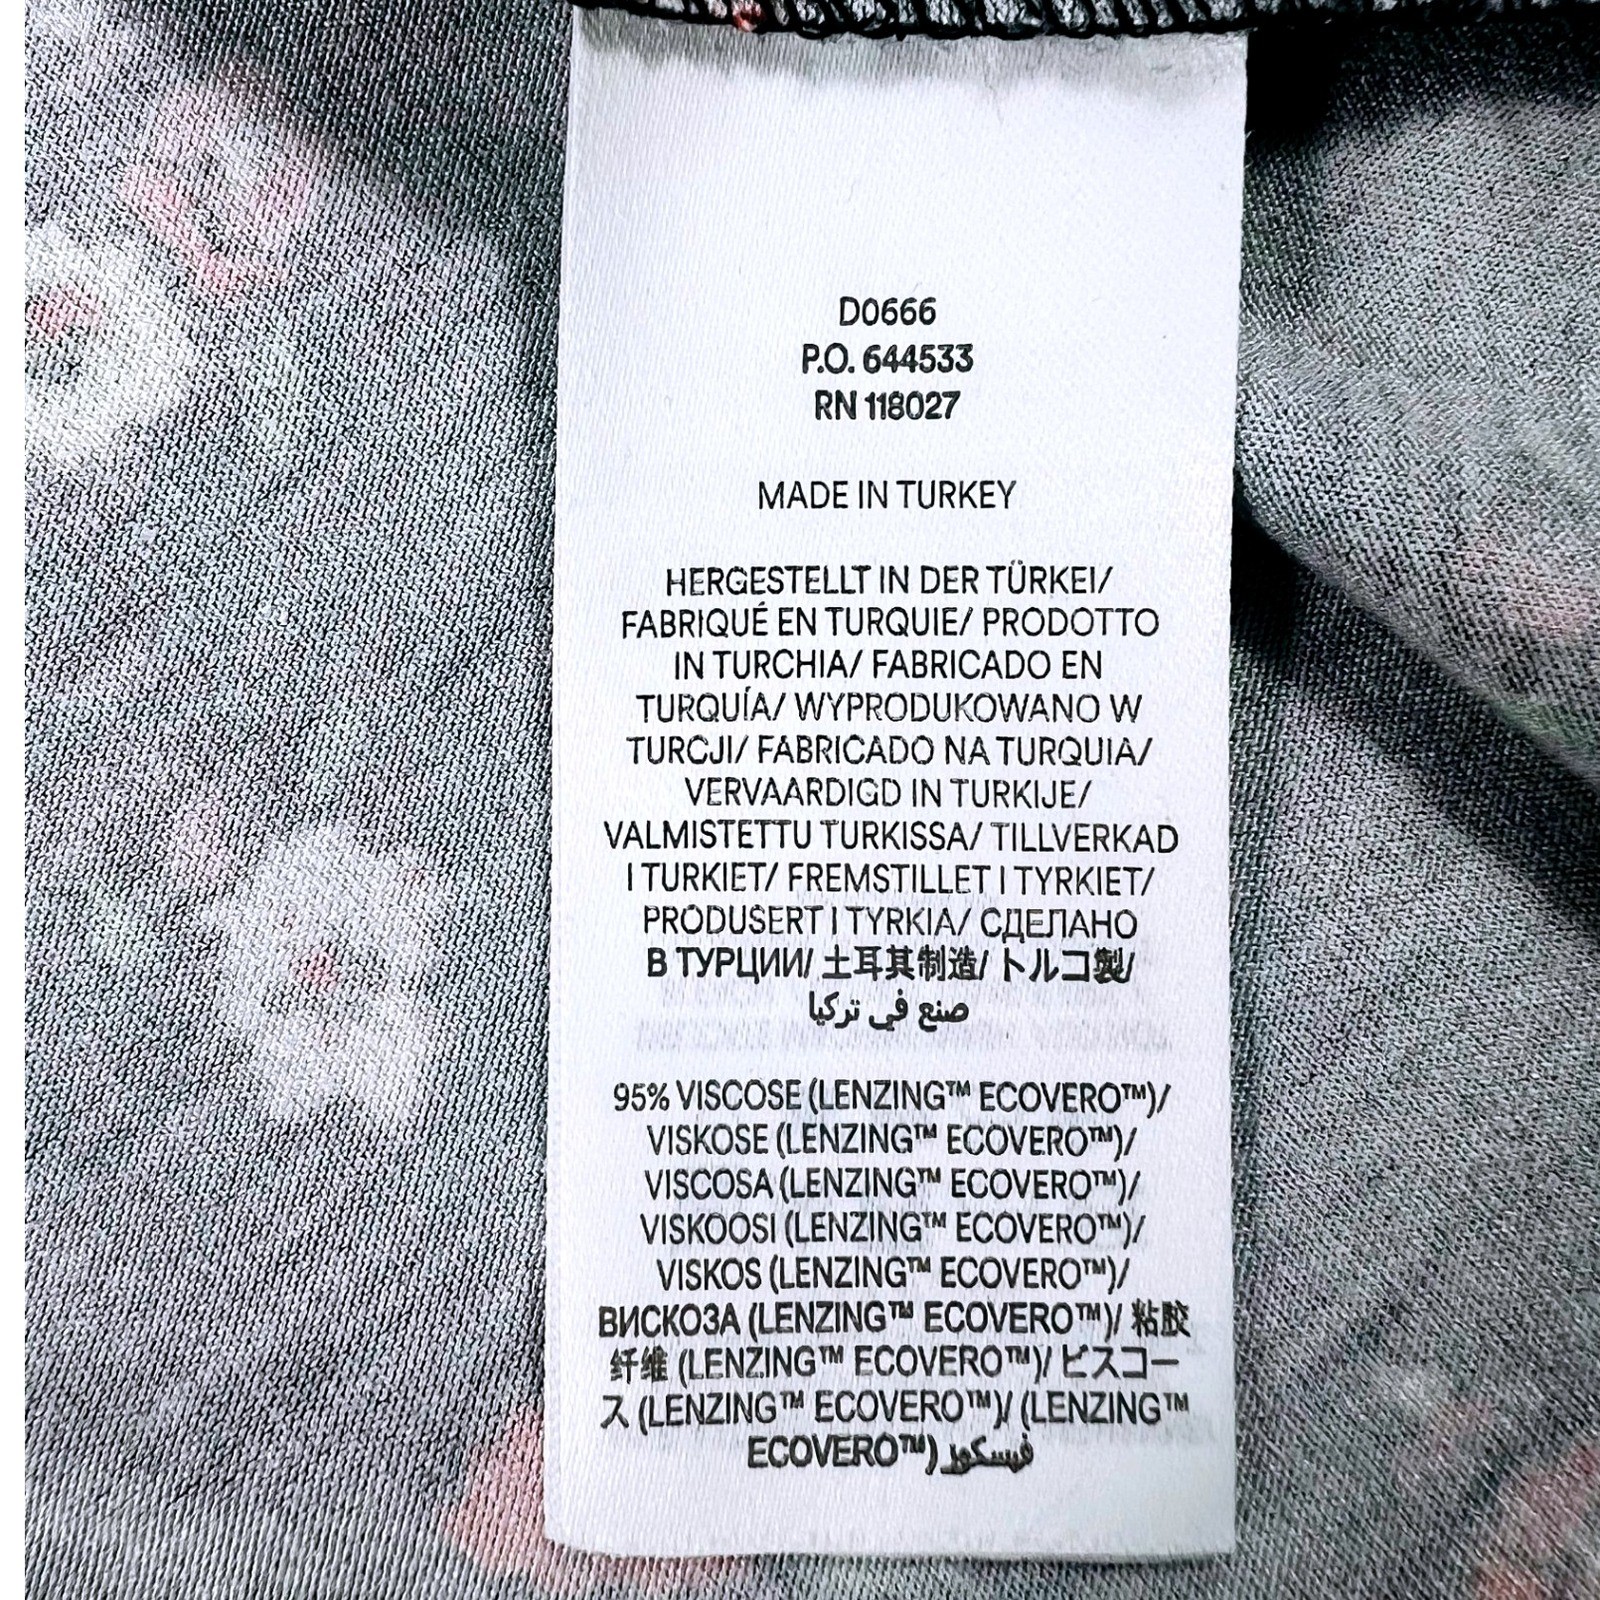 D0666
P.O. 644533
RN 118027
MADE IN TURKEY
HERGESTELLT IN DER TÜRKEI/
FABRIQUÉ EN TURQUIE/ PRODOTTO
IN TURCHIA/ FABRICADO EN
TURQUÍA/ WYPRODUKOWANO W
TURCJI/ FABRICADO NA TURQUIA/
VERVAARDIGD IN TURKIJE/
VALMISTETTU TURKISSA/ TILLVERKAD
I TURKIET/ FREMSTILLET I TYRKIET/
PRODUSERT I TYRKIA/ СДЕЛАНО
В ТУРЦИИ/ 土耳其制造/ トルコ製/
صنع في تركيا
95% VISCOSE (LENZING™ ECOVERO™)/
VISKOSE (LENZING™ ECOVERO™)/
VISCOSA (LENZING™ ECOVERO™)/
VISKOOSI (LENZING™ ECOVERO™)/
VISKOS (LENZING™ ECOVERO™)/
ВИСКОЗА (LENZING™ ECOVERO™)/ 粘胶
纤维 (LENZING™ ECOVERO™)/ ビスコー
ス (LENZING™ ECOVERO™)/ (LENZING™
ECOVERO™) فيسكوز